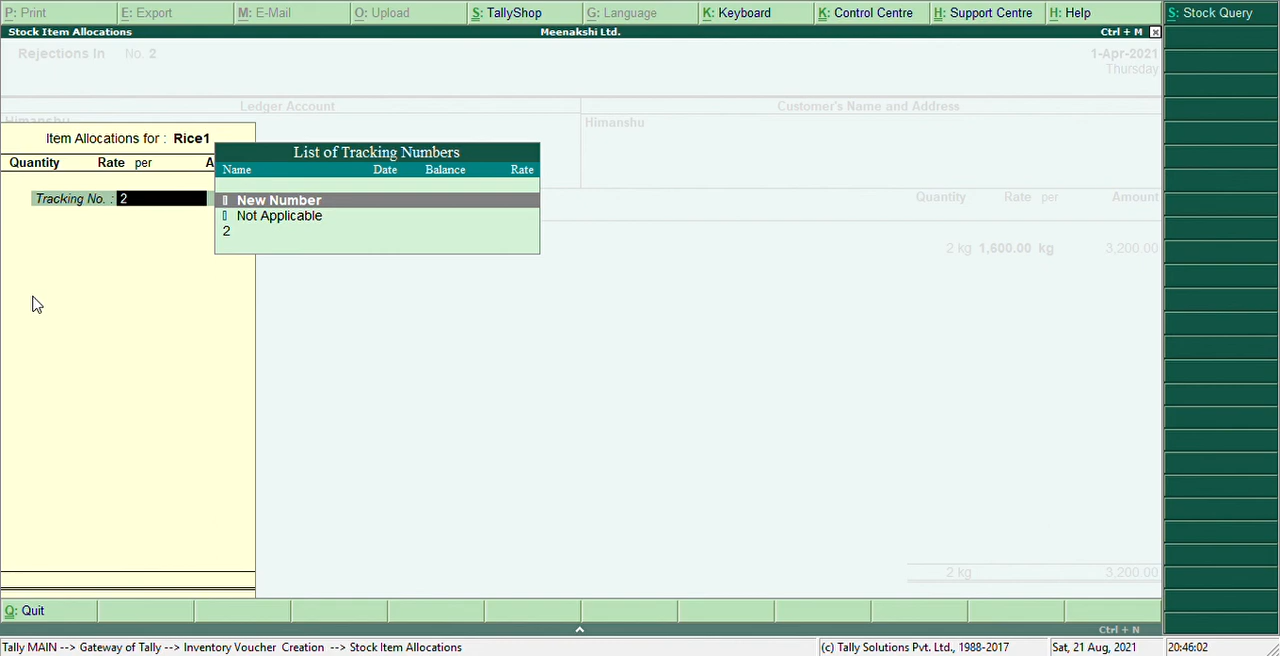 P: Print E: Export M: E-Mail O: Upload S: TallyShop G: Language K: Keyboard K: Control Centre H: Support Centre H: Help S: Stock Query
Stock Item Allocations Meenakshi Ltd. Ctrl + M
Rejections In No. 2 1-Apr-2021
Thursday
Ledger Account Customer's Name and Address
Himanshu Himanshu
Item Allocations for : Rice1
Quantity Rate per A
Tracking No. : 2
List of Tracking Numbers
Name Date Balance Rate
New Number
Not Applicable
2
Quantity Rate per Amount
2 kg 1,600.00 kg 3,200.00
2 kg 3,200.00
Q: Quit
Ctrl + N
Tally MAIN --> Gateway of Tally --> Inventory Voucher Creation --> Stock Item Allocations (c) Tally Solutions Pvt. Ltd., 1988-2017 Sat, 21 Aug, 2021 20:46:02